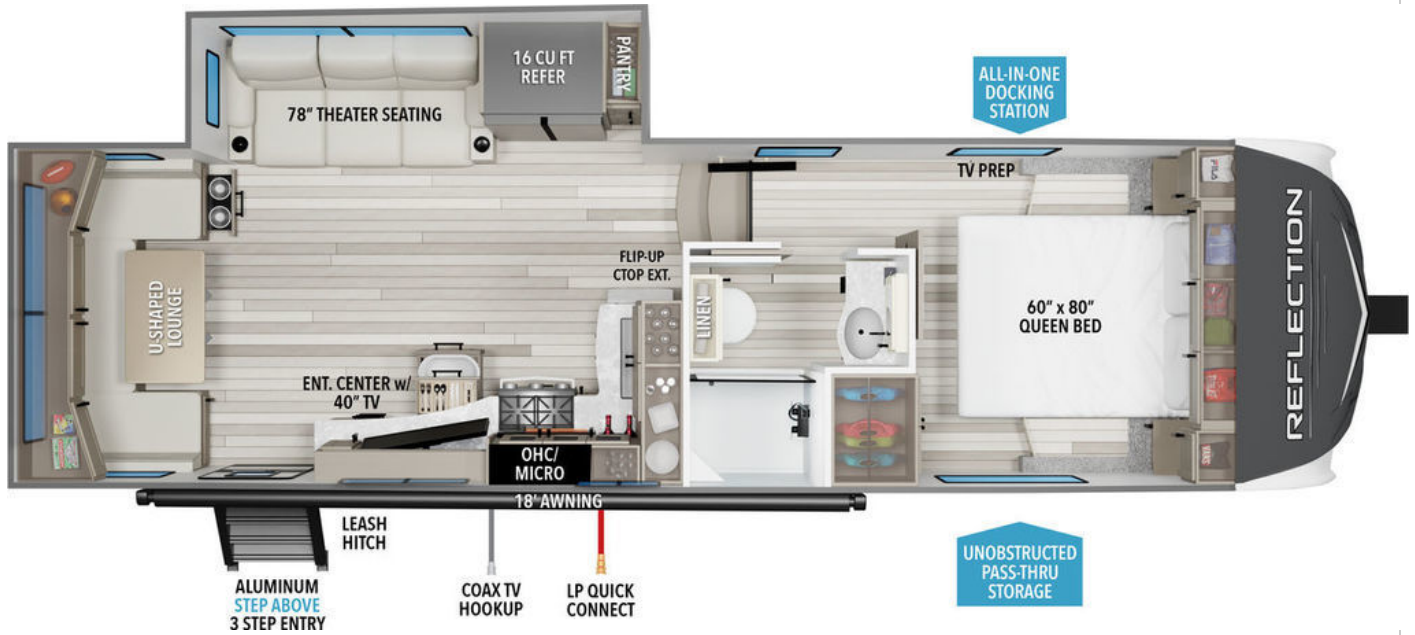 16 CU FT
REFER
PANTRY
78" THEATER SEATING
ALL-IN-ONE
DOCKING
STATION
TV PREP
FILA
REFLECTION
U-SHAPED
LOUNGE
FLIP-UP
CTOP EXT.
LINEN
60" x 80"
QUEEN BED
ENT. CENTER w/
40" TV
OHC/
MICRO
VANS
18' AWNING
LEASH
HITCH
ALUMINUM
STEP ABOVE
3 STEP ENTRY
COAX TV
HOOKUP
LP QUICK
CONNECT
UNOBSTRUCTED
PASS-THRU
STORAGE